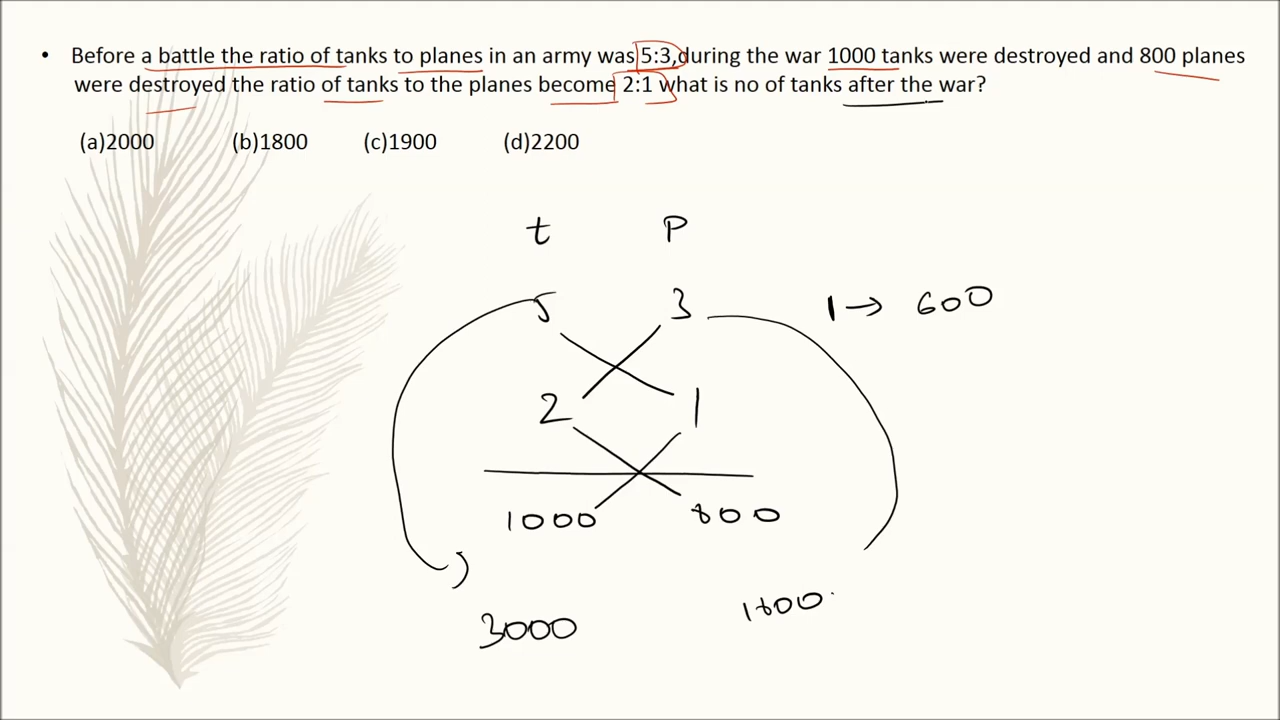 • Before a battle the ratio of tanks to planes in an army was 5:3,during the war 1000 tanks were destroyed and 800 planes
were destroyed the ratio of tanks to the planes become 2:1 what is no of tanks after the war?
(a)2000 (b)1800 (c)1900 (d)2200
t P
5 3 1 → 600
2 1
1000 800
3000 1800